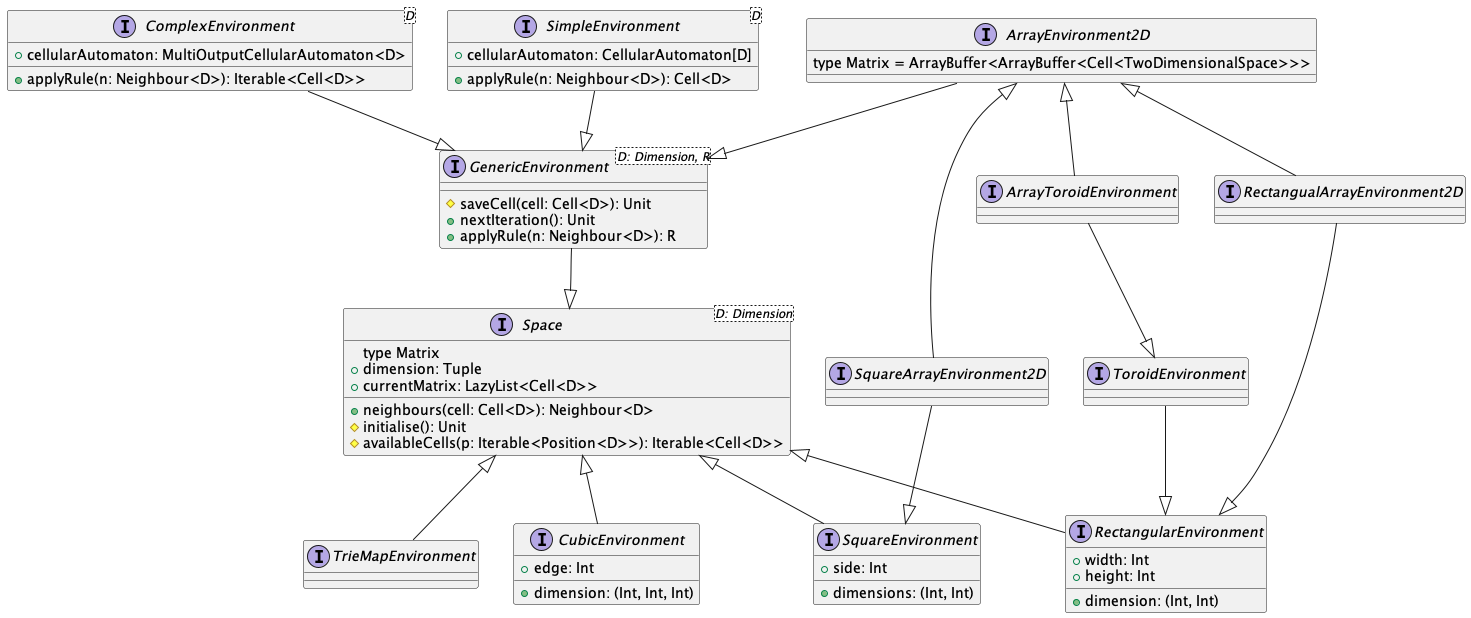 ComplexEnvironment
D
cellularAutomaton: MultiOutputCellularAutomaton<D>
applyRule(n: Neighbour<D>): Iterable<Cell<D>>
SimpleEnvironment
D
cellularAutomaton: CellularAutomaton[D]
applyRule(n: Neighbour<D>): Cell<D>
ArrayEnvironment2D
type Matrix = ArrayBuffer<ArrayBuffer<Cell<TwoDimensionalSpace>>>
GenericEnvironment
D: Dimension, R
saveCell(cell: Cell<D>): Unit
nextIteration(): Unit
applyRule(n: Neighbour<D>): R
ArrayToroidEnvironment
RectangualArrayEnvironment2D
Space
D: Dimension
type Matrix
dimension: Tuple
currentMatrix: LazyList<Cell<D>>
neighbours(cell: Cell<D>): Neighbour<D>
initialise(): Unit
availableCells(p: Iterable<Position<D>>): Iterable<Cell<D>>
SquareArrayEnvironment2D
ToroidEnvironment
TrieMapEnvironment
CubicEnvironment
edge: Int
dimension: (Int, Int, Int)
SquareEnvironment
side: Int
dimensions: (Int, Int)
RectangularEnvironment
width: Int
height: Int
dimension: (Int, Int)